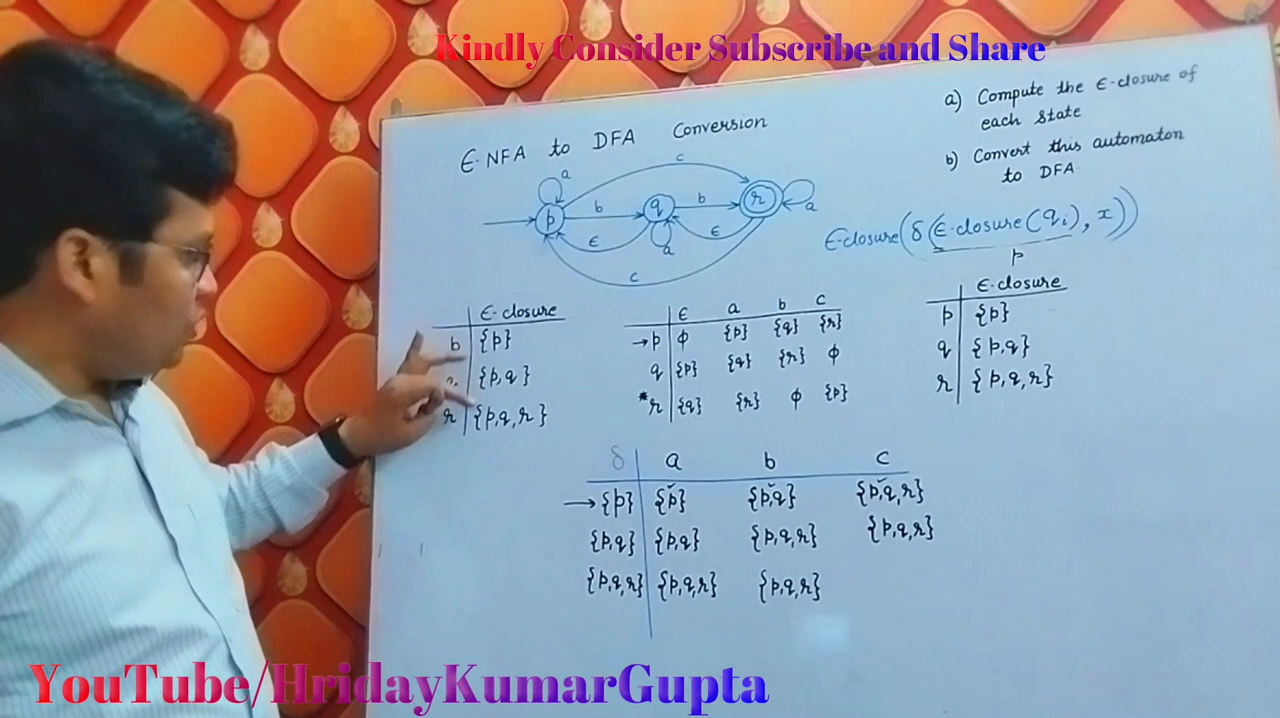 Kindly Consider Subscribe and Share
a) Compute the ε-closure of
each state
b) Convert this automaton
to DFA
ε-NFA to DFA Conversion
a
c
p b q b r
a
ε a ε
c
ε-closure(δ(ε-closure(qi), x))
p
ε-closure
p {p}
{p,q}
r {p,q,r}
ε a b c
→p ϕ {p} {q} {r}
q {p} {q} {r} ϕ
*r {q} {r} ϕ {p}
ε-closure
p {p}
q {p,q}
r {p,q,r}
δ a b c
→{p} {p} {p,q} {p,q,r}
{p,q} {p,q} {p,q,r} {p,q,r}
{p,q,r} {p,q,r} {p,q,r}
YouTube/HridayKumarGupta